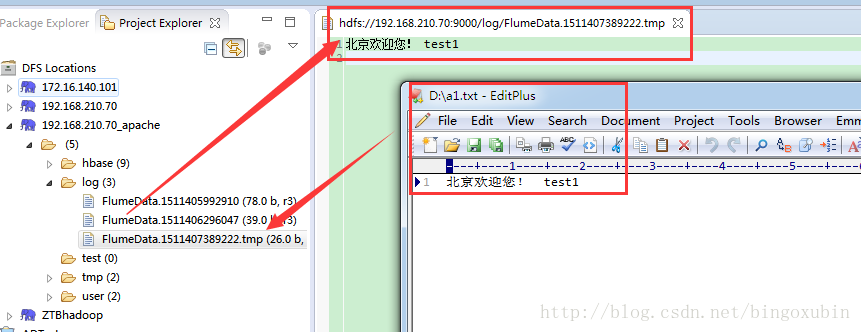 Package Explorer
Project Explorer
DFS Locations
172.16.140.101
192.168.210.70
192.168.210.70_apache
(5)
hbase (9)
log (3)
FlumeData.1511405992910 (78.0 b, r3)
FlumeData.1511406296047 (39.0 b, r3)
FlumeData.1511407389222.tmp (26.0 b,
test (0)
tmp (2)
user (2)
ZTBhadoop
hdfs://192.168.210.70:9000/log/FlumeData.1511407389222.tmp
1 北京欢迎您! test1
2
D:\a1.txt - EditPlus
File Edit View Search Document Project Tools Browser Emm
----+----1----+----2----+----3----+----4----+----5----+----6--
1 北京欢迎您! test1
http://blog.csdn.net/bingoxubin